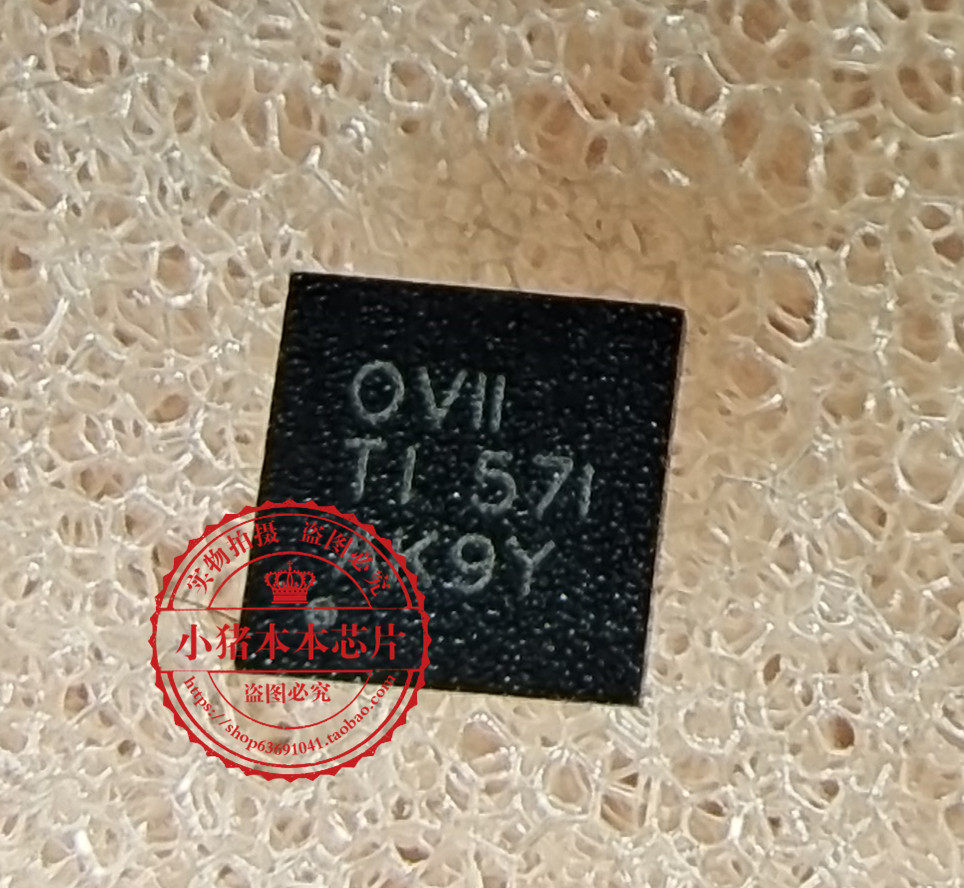 OVII
TI 571
K9Y
实物拍摄 盗图必究
小猪本本芯片
盗图必究
https://shop63691041.taobao.com